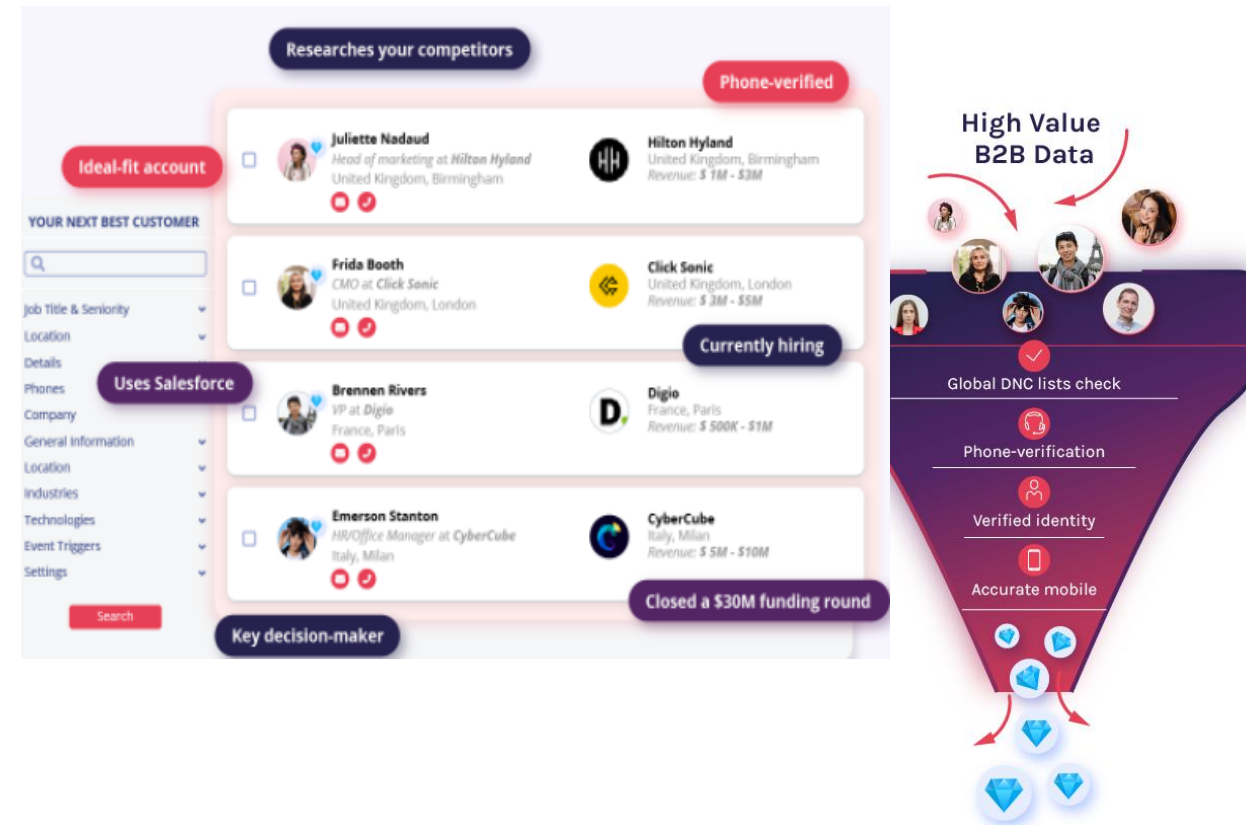 Researches your competitors
Phone-verified
Ideal-fit account
YOUR NEXT BEST CUSTOMER
Job Title & Seniority
Location
Details
Phones
Company
General Information
Location
Industries
Technologies
Event Triggers
Settings
Search
Uses Salesforce
Juliette Nadaud
Head of marketing at Hilton Hyland
United Kingdom, Birmingham
HH
Hilton Hyland
United Kingdom, Birmingham
Revenue: $ 1M - $3M
Frida Booth
CMO at Click Sonic
United Kingdom, London
Click Sonic
United Kingdom, London
Revenue: $ 3M - $5M
Currently hiring
Brennen Rivers
VP at Digio
France, Paris
D
Digio
France, Paris
Revenue: $ 500K - $1M
Emerson Stanton
HR/Office Manager at CyberCube
Italy, Milan
CyberCube
Italy, Milan
Revenue: $ 5M - $10M
Closed a $30M funding round
Key decision-maker
High Value
B2B Data
Global DNC lists check
Phone-verification
Verified identity
Accurate mobile